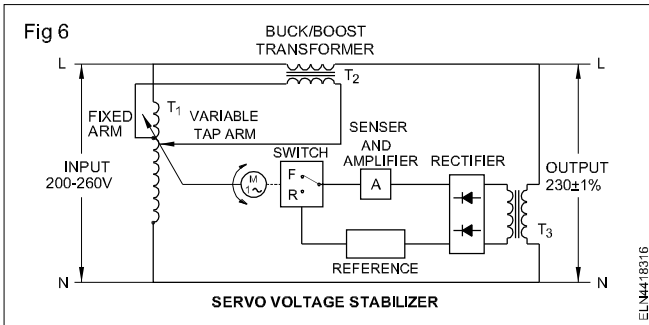 Fig 6
BUCK/BOOST
TRANSFORMER
L
L
T2
T1
FIXED
ARM
VARIABLE
TAP ARM
SENSER
AND
AMPLIFIER
SWITCH
RECTIFIER
INPUT
200-260V
M
1~
F
R
A
OUTPUT
230±1%
T3
REFERENCE
N
N
SERVO VOLTAGE STABILIZER
ELN4418316